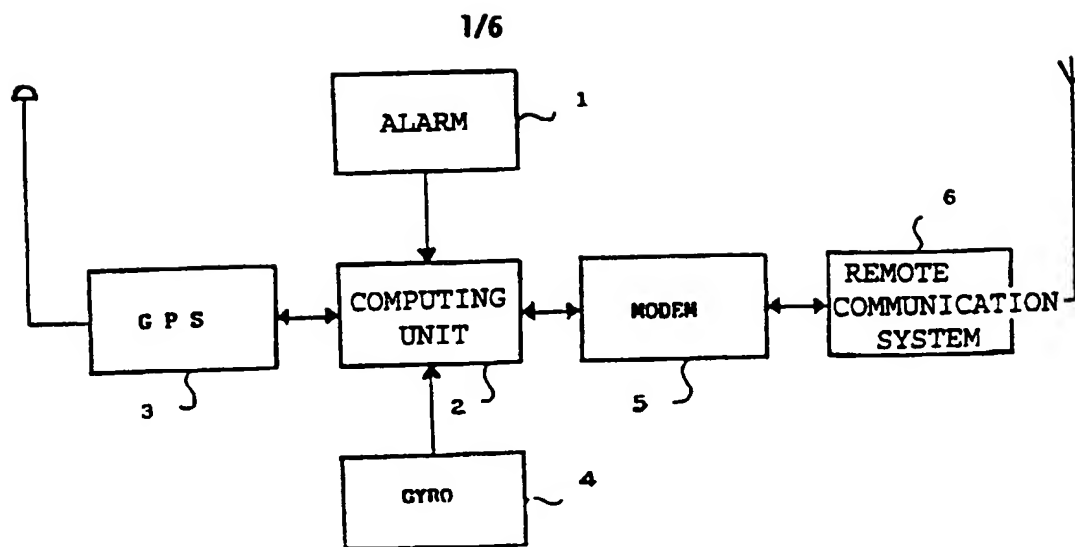 1/6
ALARM
1
6
GPS
COMPUTING
UNIT
MODEM
REMOTE
COMMUNICATION
SYSTEM
3
2
5
GYRO
4